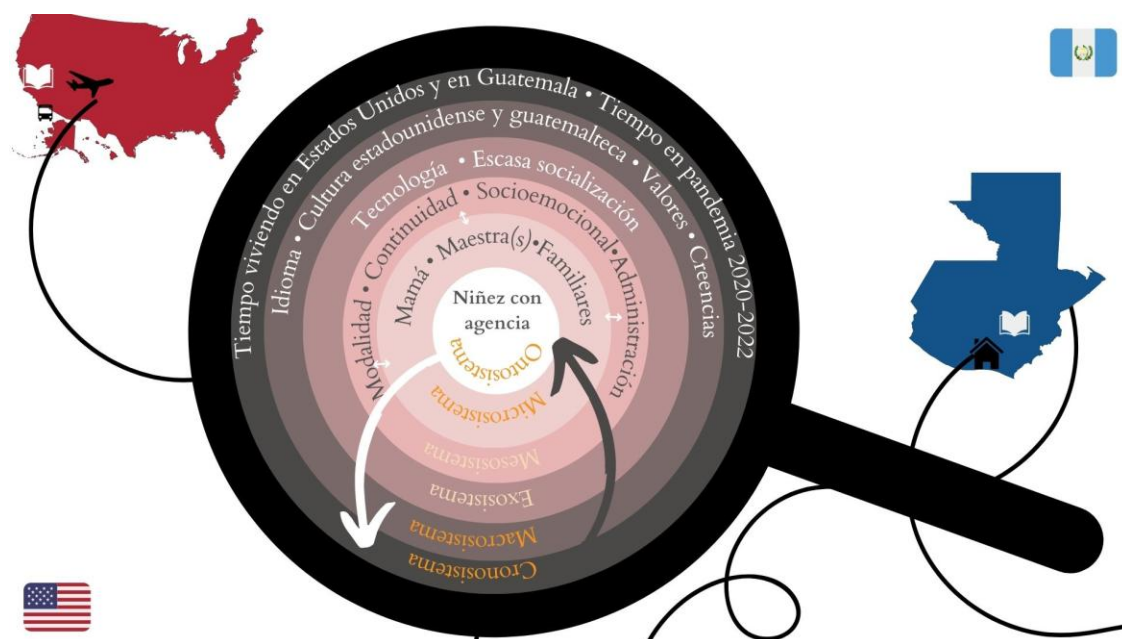 Tiempo viviendo en Estados Unidos y en Guatemala • Tiempo en pandemia 2020-2022
Idioma • Cultura estadounidense y guatemalteca • Valores • Creencias
Tecnología • Escasa socialización
Modalidad • Continuidad • Socioemocional • Administración
Mamá • Maestra(s) • Familiares
Niñez con
agencia
Ontosistema
Microsistema
Mesosistema
Exosistema
Macrosistema
Cronosistema